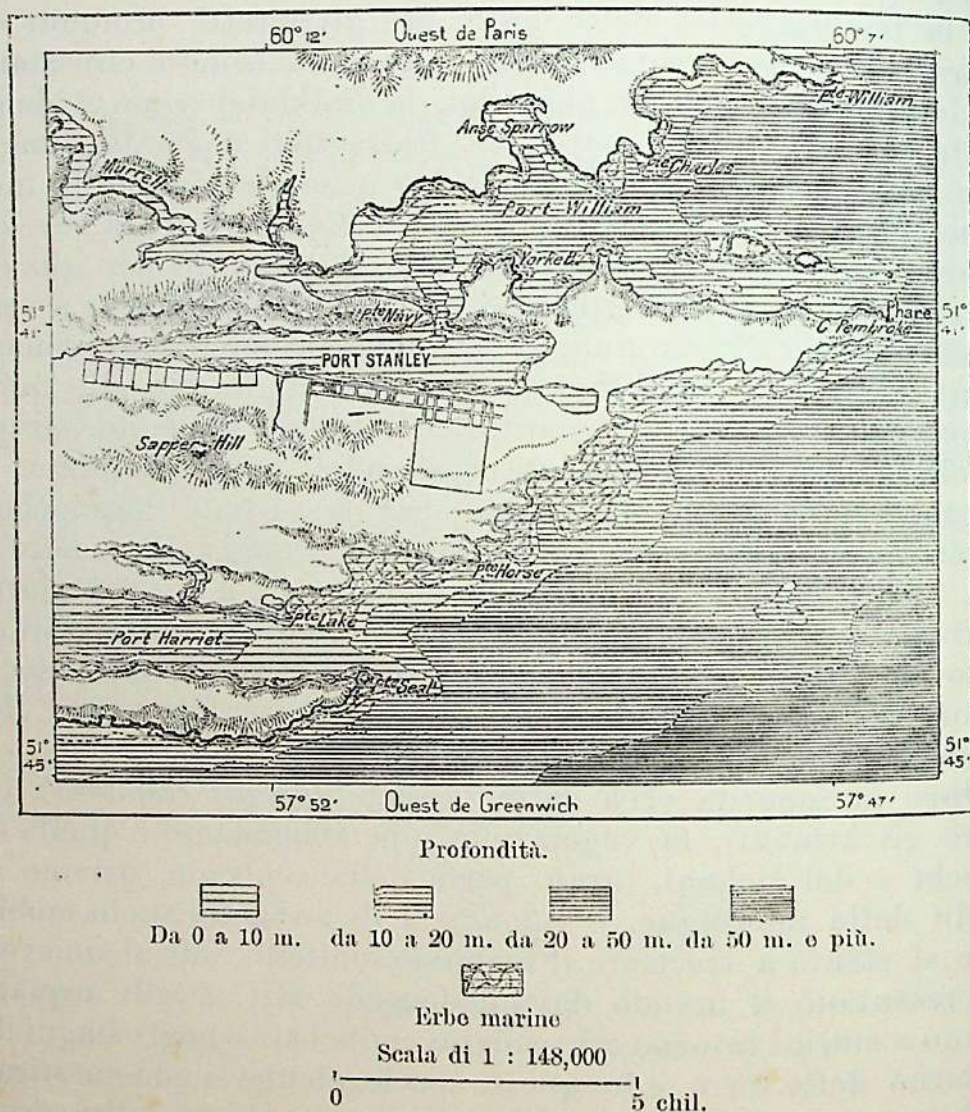 60° 12′ Ouest de Paris 60° 7′
pte William
Anse Sparrow
pte Charles
Murrell
Port-William
Yorke B.
Phare
51° 41′
pte Navy
51° 41′
C. Pembroke
PORT STANLEY
Sapper-Hill
pte Horse
pte Lake
Port Harriet
pte Seal
51° 45′
51° 45′
57° 52′ Ouest de Greenwich 57° 47′
Profondità.
Da 0 a 10 m. da 10 a 20 m. da 20 a 50 m. da 50 m. e più.
Erbe marine
Scala di 1 : 148,000
0 5 chil.